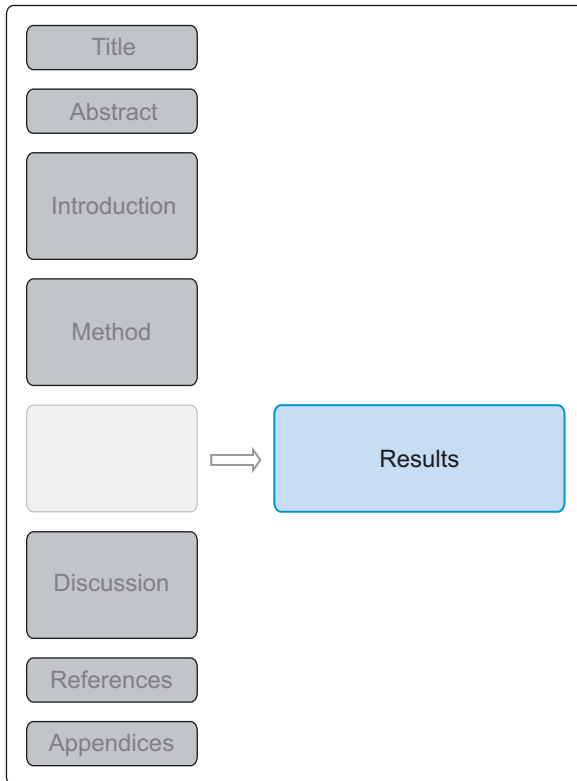 Title
Abstract
Introduction
Method
Results
Discussion
References
Appendices